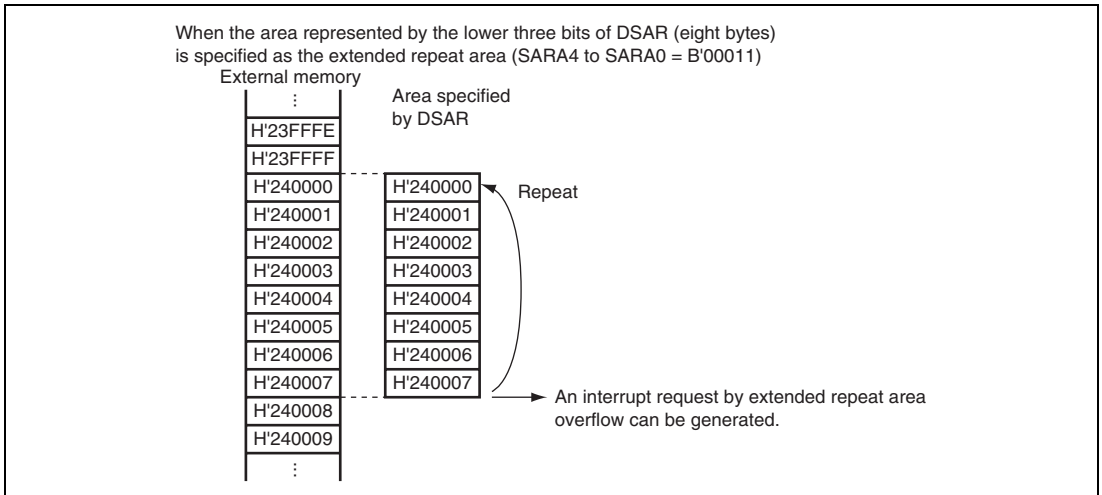 When the area represented by the lower three bits of DSAR (eight bytes)
is specified as the extended repeat area (SARA4 to SARA0 = B'00011)
External memory
Area specified
by DSAR
⋮
H'23FFFE
H'23FFFF
H'240000
H'240001
H'240002
H'240003
H'240004
H'240005
H'240006
H'240007
H'240008
H'240009
⋮
H'240000
H'240001
H'240002
H'240003
H'240004
H'240005
H'240006
H'240007
Repeat
An interrupt request by extended repeat area
overflow can be generated.